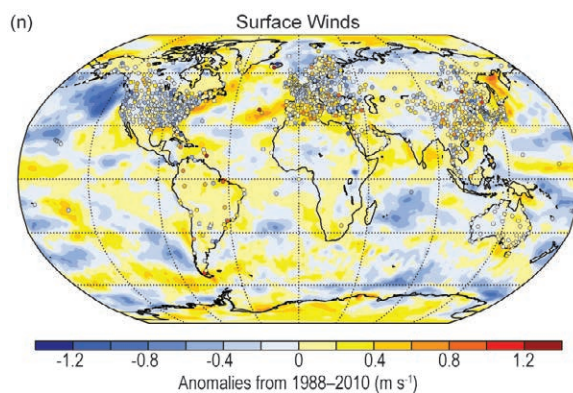 (n)
Surface Winds
-1.2 -0.8 -0.4 0 0.4 0.8 1.2
Anomalies from 1988–2010 (m s-1)